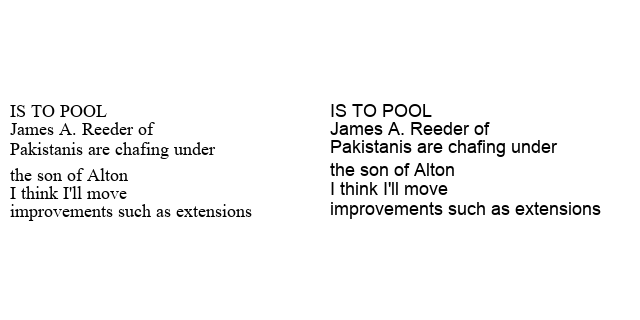 IS TO POOL
James A. Reeder of
Pakistanis are chafing under
the son of Alton
I think I'll move
improvements such as extensions
IS TO POOL
James A. Reeder of
Pakistanis are chafing under
the son of Alton
I think I'll move
improvements such as extensions